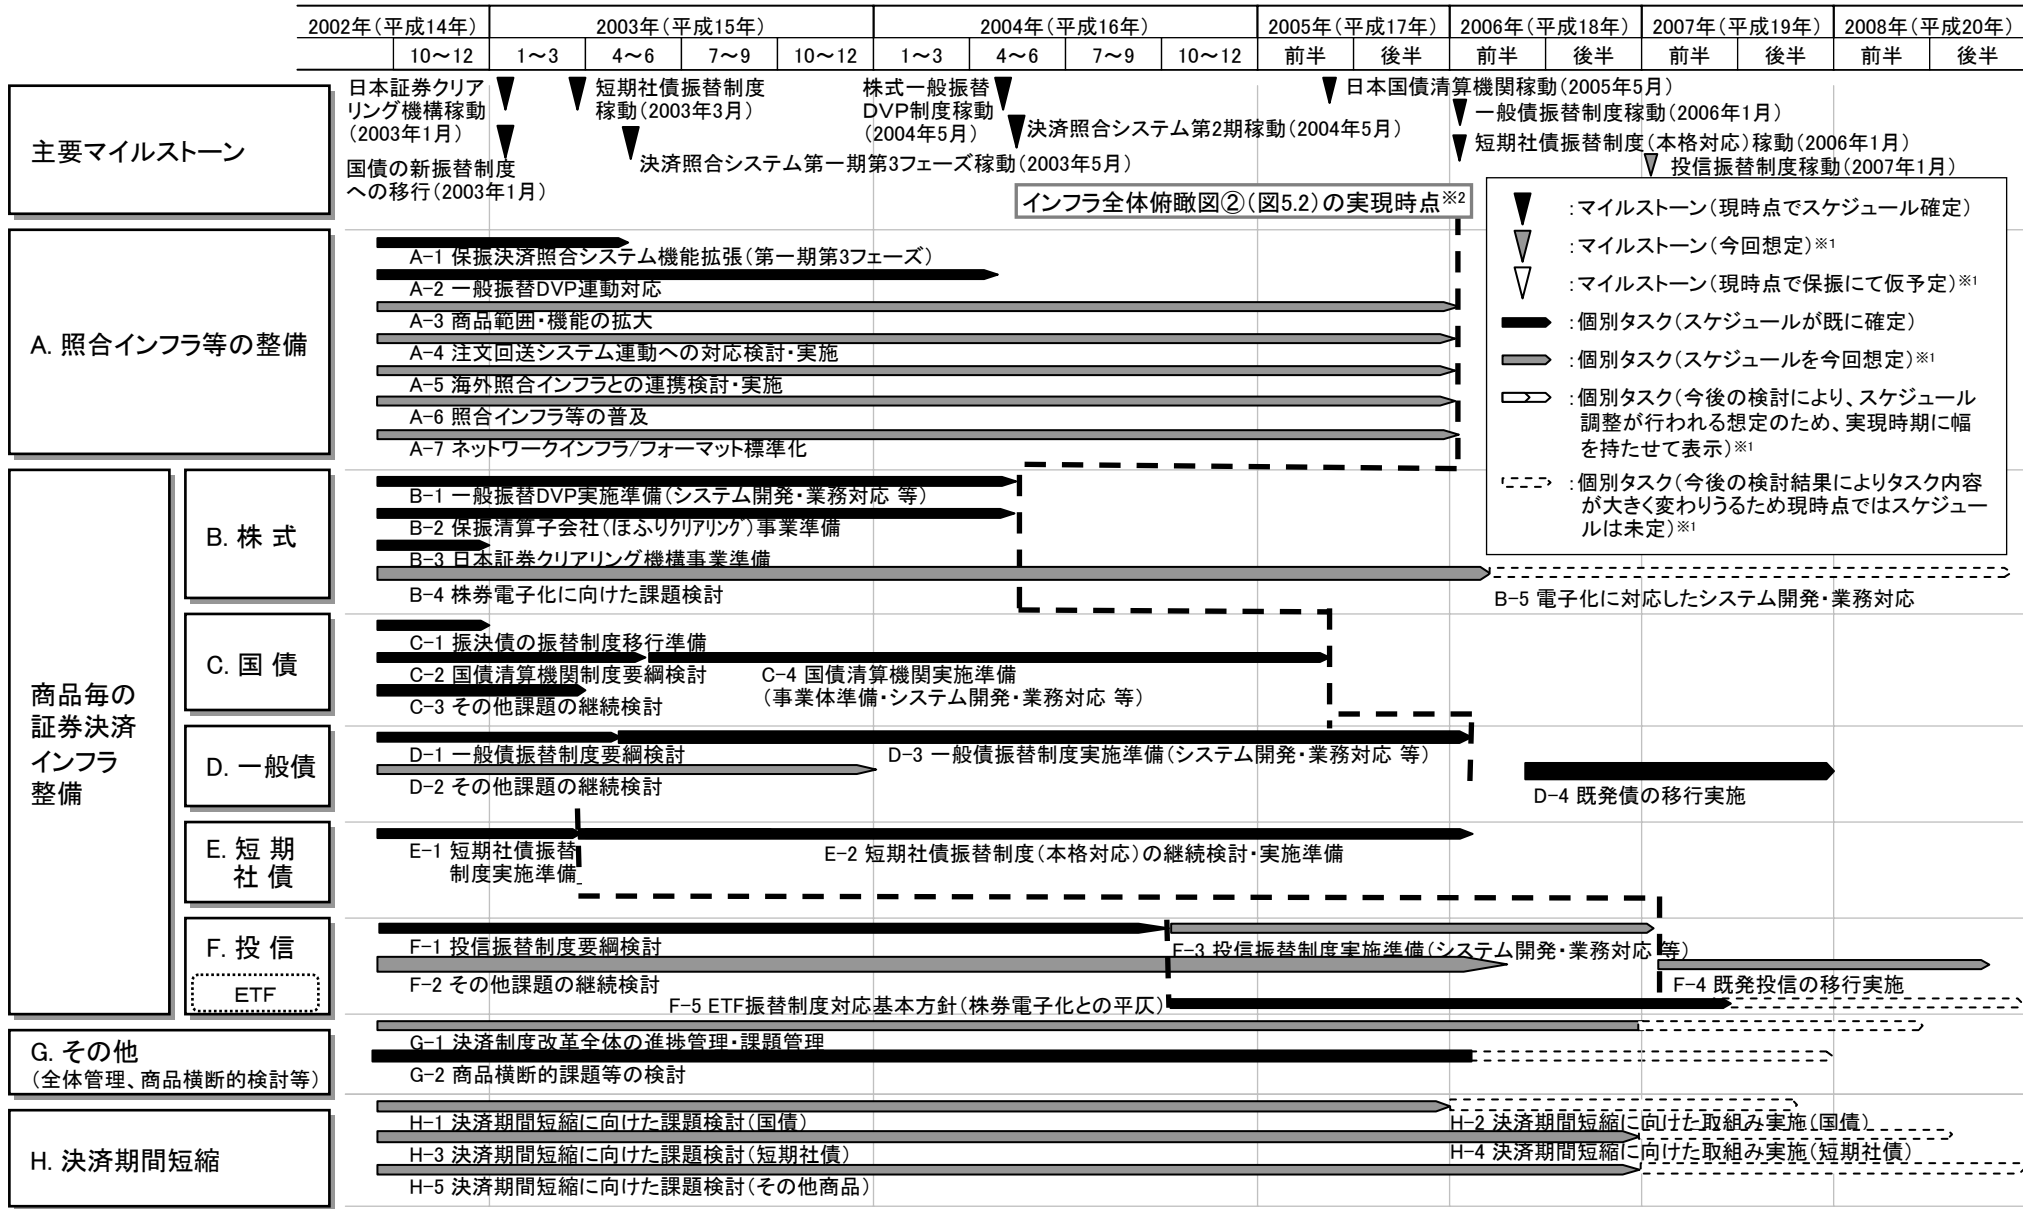 2002年(平成14年) 2003年(平成15年) 2004年(平成16年) 2005年(平成17年) 2006年(平成18年) 2007年(平成19年) 2008年(平成20年)
10～12 1～3 4～6 7～9 10～12 1～3 4～6 7～9 10～12 前半 後半 前半 後半 前半 後半 前半 後半
主要マイルストーン
日本証券クリア
リング機構稼動
(2003年1月)
国債の新振替制度
への移行(2003年1月)
短期社債振替制度
稼動(2003年3月)
決済照合システム第一期第3フェーズ稼動(2003年5月)
株式一般振替
DVP制度稼動
(2004年5月)
決済照合システム第2期稼動(2004年5月)
日本国債清算機関稼動(2005年5月)
一般債振替制度稼動(2006年1月)
短期社債振替制度(本格対応)稼動(2006年1月)
投信振替制度稼動(2007年1月)
インフラ全体俯瞰図②(図5.2)の実現時点※2
:マイルストーン(現時点でスケジュール確定)
:マイルストーン(今回想定)※1
:マイルストーン(現時点で保振にて仮予定)※1
:個別タスク(スケジュールが既に確定)
:個別タスク(スケジュールを今回想定)※1
:個別タスク(今後の検討により、スケジュール
調整が行われる想定のため、実現時期に幅
を持たせて表示)※1
:個別タスク(今後の検討結果によりタスク内容
が大きく変わりうるため現時点ではスケジュー
ルは未定)※1
A. 照合インフラ等の整備
A-1 保振決済照合システム機能拡張(第一期第3フェーズ)
A-2 一般振替DVP連動対応
A-3 商品範囲・機能の拡大
A-4 注文回送システム連動への対応検討・実施
A-5 海外照合インフラとの連携検討・実施
A-6 照合インフラ等の普及
A-7 ネットワークインフラ/フォーマット標準化
商品毎の
証券決済
インフラ
整備
B. 株 式
B-1 一般振替DVP実施準備(システム開発・業務対応 等)
B-2 保振清算子会社(ほふりクリアリング)事業準備
B-3 日本証券クリアリング機構事業準備
B-4 株券電子化に向けた課題検討
B-5 電子化に対応したシステム開発・業務対応
C. 国 債
C-1 振決債の振替制度移行準備
C-2 国債清算機関制度要綱検討
C-3 その他課題の継続検討
C-4 国債清算機関実施準備
(事業体準備・システム開発・業務対応 等)
D. 一般債
D-1 一般債振替制度要綱検討
D-2 その他課題の継続検討
D-3 一般債振替制度実施準備(システム開発・業務対応 等)
D-4 既発債の移行実施
E. 短 期
社 債
E-1 短期社債振替
制度実施準備
E-2 短期社債振替制度(本格対応)の継続検討・実施準備
F. 投 信
ETF
F-1 投信振替制度要綱検討
F-2 その他課題の継続検討
F-3 投信振替制度実施準備(システム開発・業務対応 等)
F-4 既発投信の移行実施
F-5 ETF振替制度対応基本方針(株券電子化との平仄)
G. その他
(全体管理、商品横断的検討等)
G-1 決済制度改革全体の進捗管理・課題管理
G-2 商品横断的課題等の検討
H. 決済期間短縮
H-1 決済期間短縮に向けた課題検討(国債)
H-2 決済期間短縮に向けた取組み実施(国債)
H-3 決済期間短縮に向けた課題検討(短期社債)
H-4 決済期間短縮に向けた取組み実施(短期社債)
H-5 決済期間短縮に向けた課題検討(その他商品)